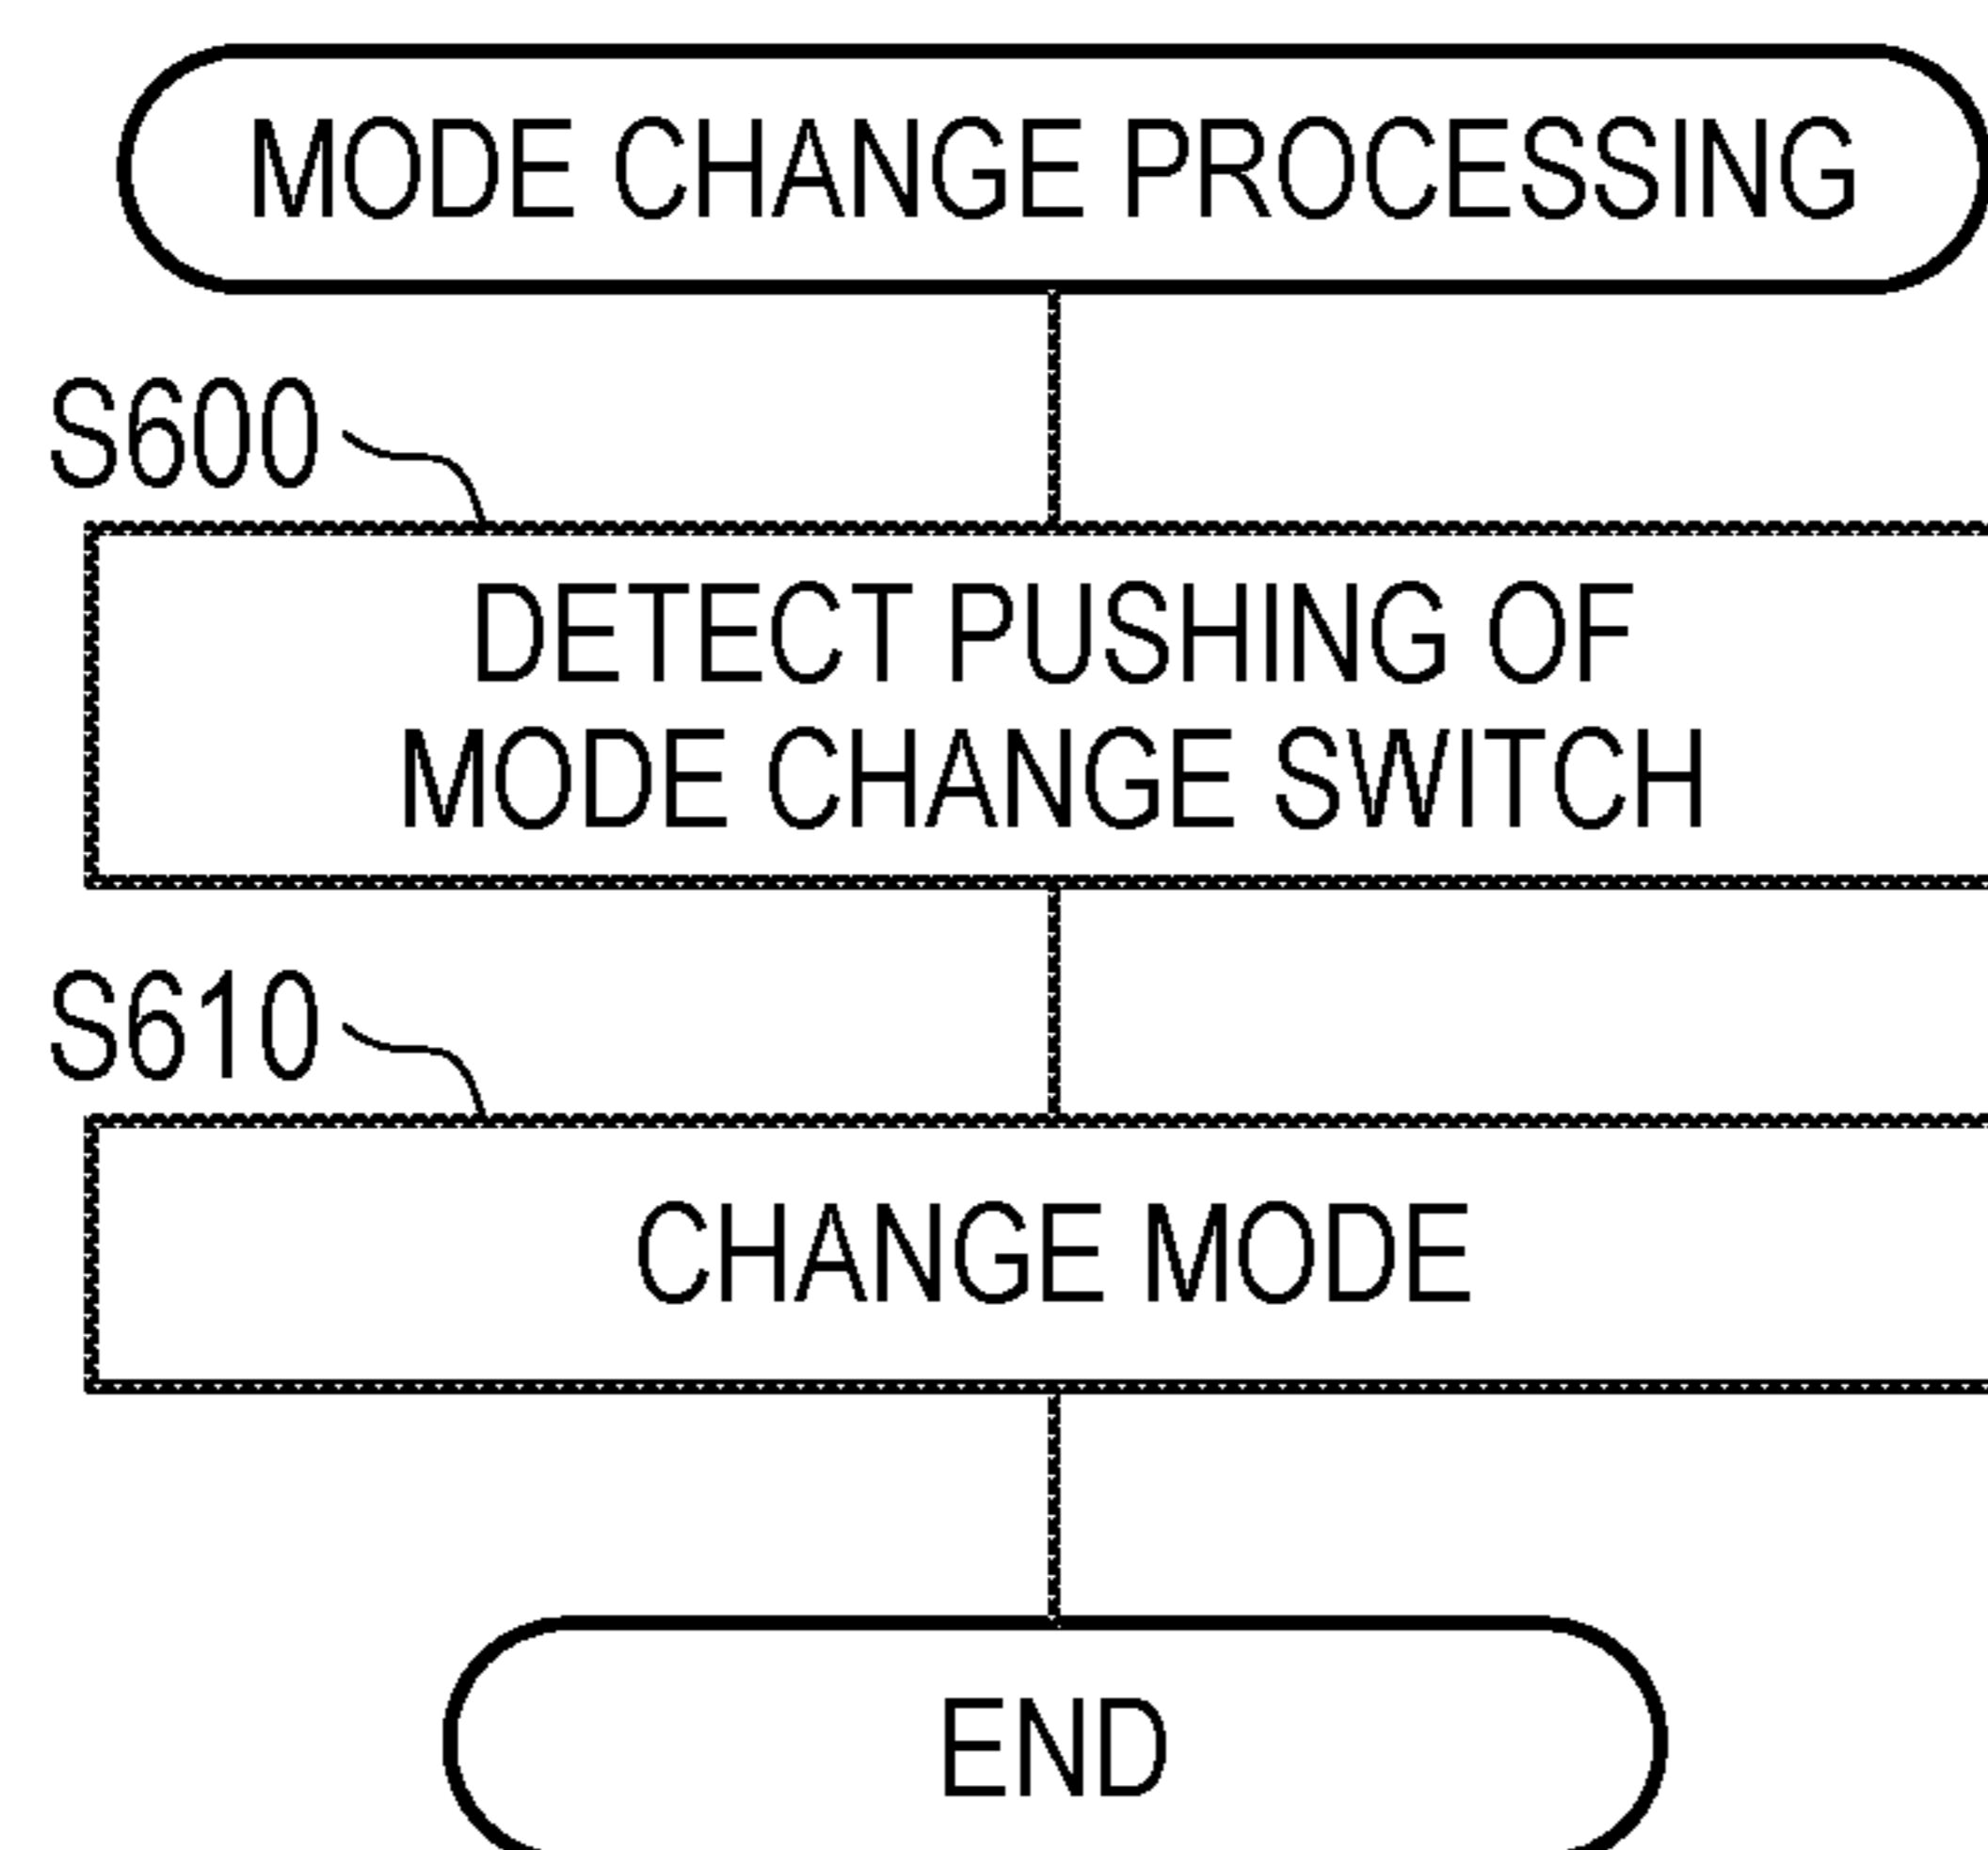 MODE CHANGE PROCESSING
S600
DETECT PUSHING OF
MODE CHANGE SWITCH
S610
CHANGE MODE
END